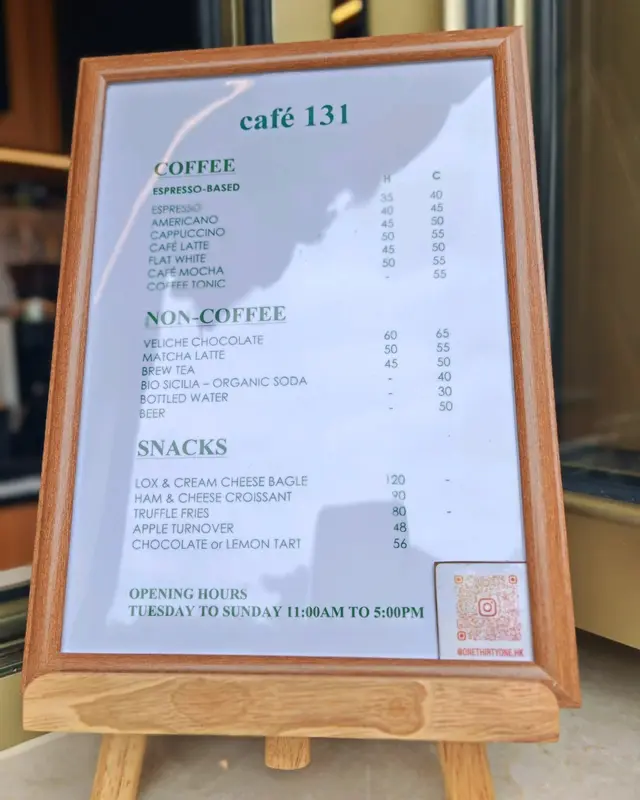 café 131
COFFEE
H C
ESPRESSO-BASED
ESPRESSO 35 40
AMERICANO 40 45
CAPPUCCINO 45 50
CAFÉ LATTE 50 55
FLAT WHITE 45 50
CAFÉ MOCHA 50 55
COFFEE TONIC - 55
NON-COFFEE
VELICHE CHOCOLATE 60 65
MATCHA LATTE 50 55
BREW TEA 45 50
BIO SICILIA – ORGANIC SODA - 40
BOTTLED WATER - 30
BEER - 50
SNACKS
LOX & CREAM CHEESE BAGLE 120 -
HAM & CHEESE CROISSANT 90
TRUFFLE FRIES 80 -
APPLE TURNOVER 48
CHOCOLATE or LEMON TART 56
OPENING HOURS
TUESDAY TO SUNDAY 11:00AM TO 5:00PM
@ONETHIRTYONE.HK